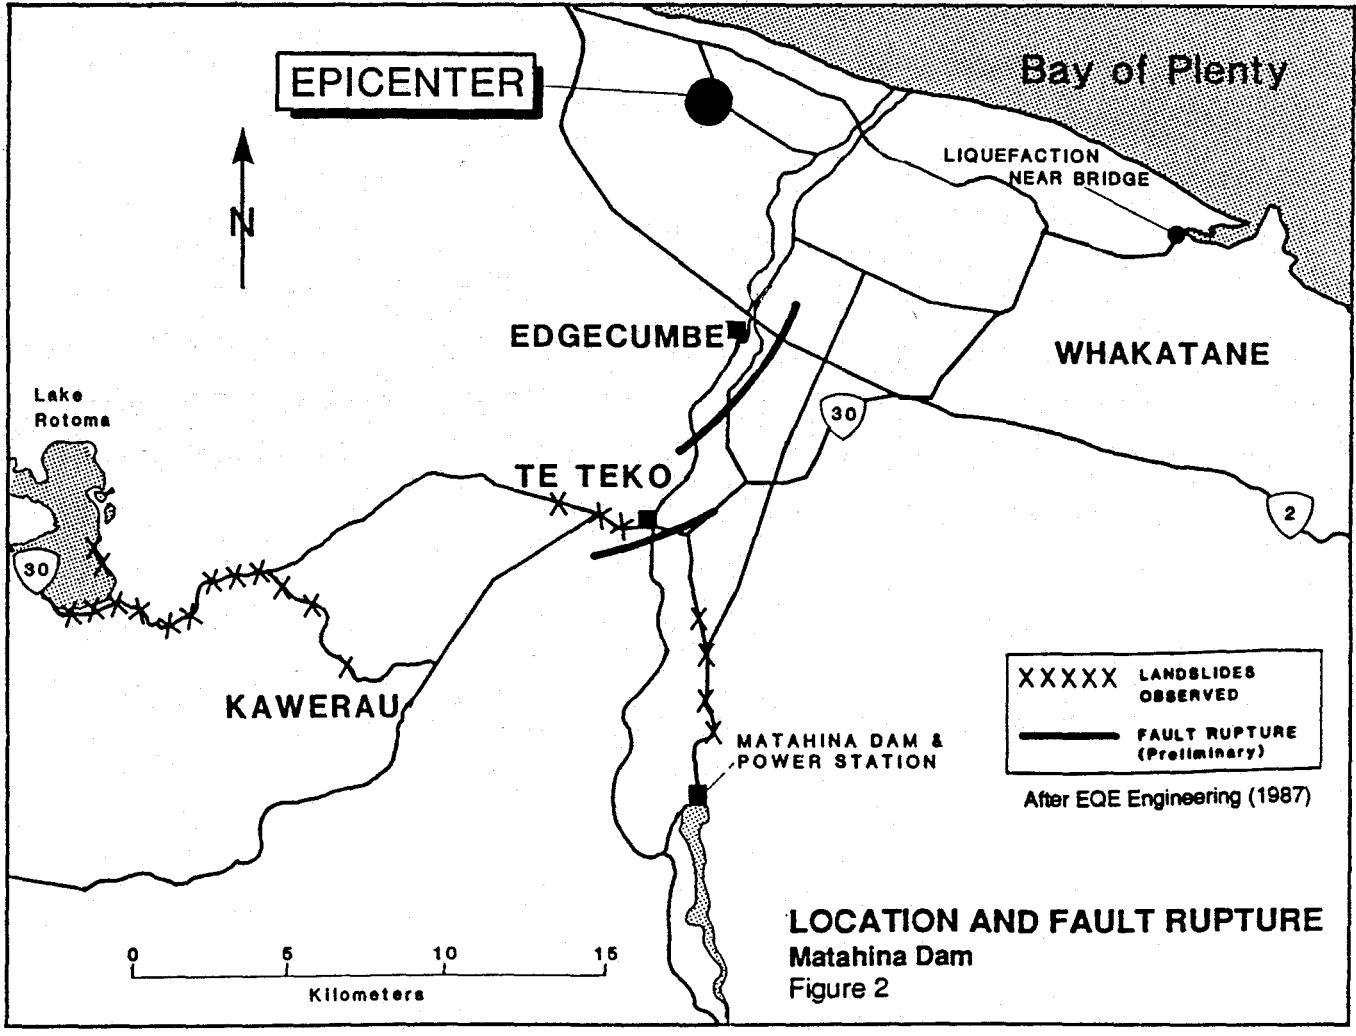 Bay of Plenty
EPICENTER
LIQUEFACTION
NEAR BRIDGE
N
EDGECUMBE
WHAKATANE
Lake
Rotoma
30
TE TEKO
2
30
KAWERAU
XXXXX LANDSLIDES
OBSERVED
FAULT RUPTURE
(Preliminary)
MATAHINA DAM &
POWER STATION
After EQE Engineering (1987)
LOCATION AND FAULT RUPTURE
Matahina Dam
Figure 2
0 5 10 15
Kilometers